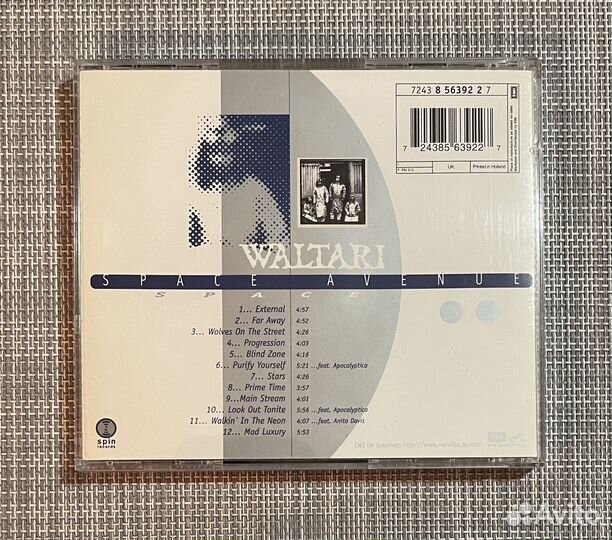 7243 8 56392 2 7
7 24385 63922 7
UK
Printed in Holland
WALTARI
SPACE AVENUE
SPACE
1... External 4:57
2... Far Away 4:52
3... Wolves On The Street 4:26
4... Progression 4:03
5... Blind Zone 4:16
6... Purify Yourself 5:21 ...feat. Apocalyptica
7... Stars 4:26
8... Prime Time 3:57
9...Main Stream 4:01
10... Look Out Tonite 5:56 ...feat. Apocalyptica
11... Walkin' In The Neon 4:07 ...feat. Anita Davis
12... Mad Luxury 5:53
spin
records
EMI im Internet:
Avito